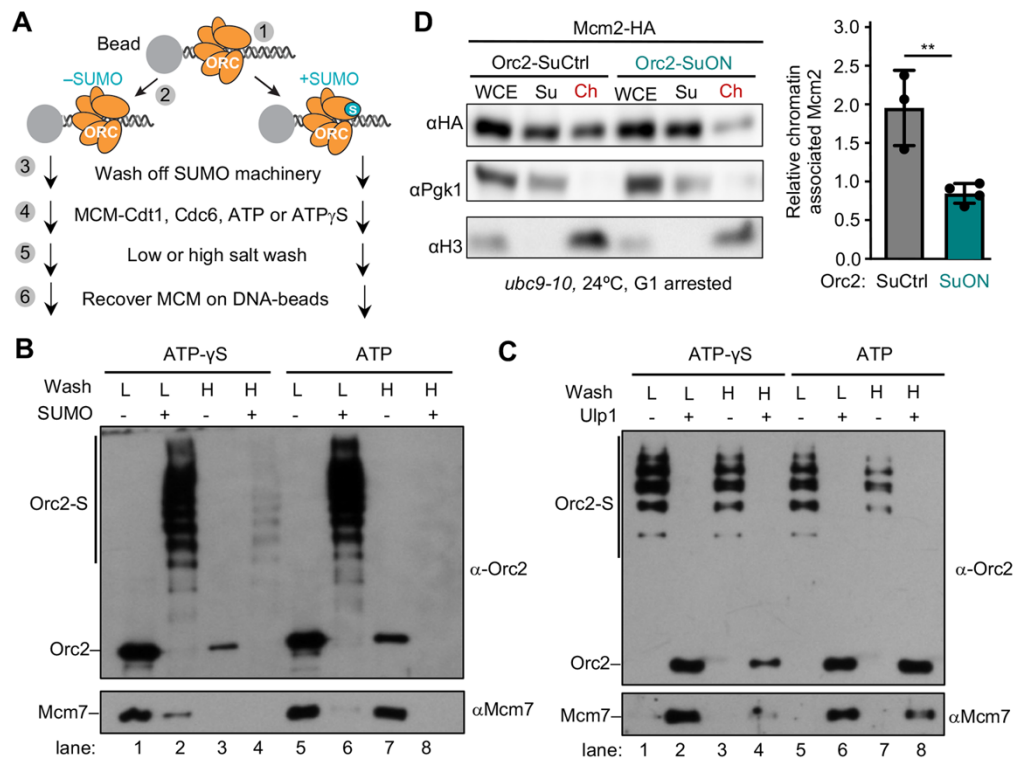 A
Bead
1
ORC
–SUMO
+SUMO
2
ORC
ORC
S
3
Wash off SUMO machinery
4
MCM-Cdt1, Cdc6, ATP or ATPγS
5
Low or high salt wash
6
Recover MCM on DNA-beads
D
Mcm2-HA
Orc2-SuCtrl
Orc2-SuON
WCE Su Ch WCE Su Ch
αHA
αPgk1
αH3
ubc9-10, 24ºC, G1 arrested
Relative chromatin
associated Mcm2
3.0
2.5
2.0
1.5
1.0
0.5
0.0
**
Orc2: SuCtrl SuON
B
ATP-γS ATP
Wash L L H H L L H H
SUMO - + - + - + - +
Orc2-S
α-Orc2
Orc2
Mcm7
αMcm7
lane: 1 2 3 4 5 6 7 8
C
ATP-γS ATP
Wash L L H H L L H H
Ulp1 - + - + - + - +
Orc2-S
α-Orc2
Orc2
Mcm7
αMcm7
lane: 1 2 3 4 5 6 7 8